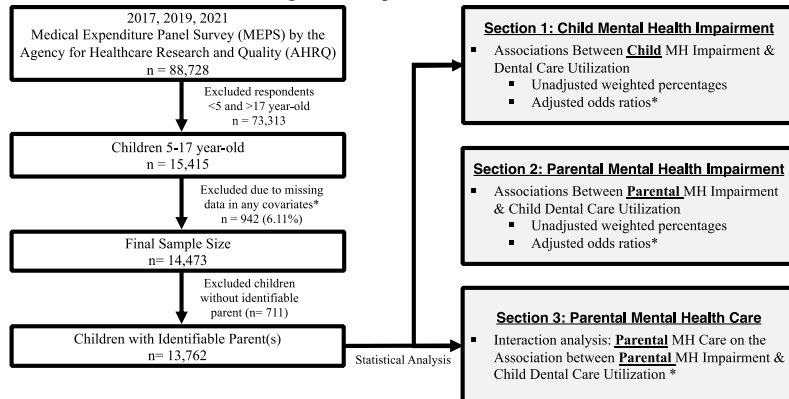 2017, 2019, 2021
Medical Expenditure Panel Survey (MEPS) by the
Agency for Healthcare Research and Quality (AHRQ)
n = 88,728
Excluded respondents
<5 and >17 year-old
n = 73,313
Children 5-17 year-old
n = 15,415
Excluded due to missing
data in any covariates*
n = 942 (6.11%)
Final Sample Size
n= 14,473
Excluded children
without identifiable
parent (n= 711)
Children with Identifiable Parent(s)
n = 13,762
Statistical Analysis
Section 1: Child Mental Health Impairment
▪ Associations Between Child MH Impairment &
Dental Care Utilization
▪ Unadjusted weighted percentages
▪ Adjusted odds ratios*
Section 2: Parental Mental Health Impairment
▪ Associations Between Parental MH Impairment
& Child Dental Care Utilization
▪ Unadjusted weighted percentages
▪ Adjusted odds ratios*
Section 3: Parental Mental Health Care
▪ Interaction analysis: Parental MH Care on the
Association between Parental MH Impairment &
Child Dental Care Utilization *